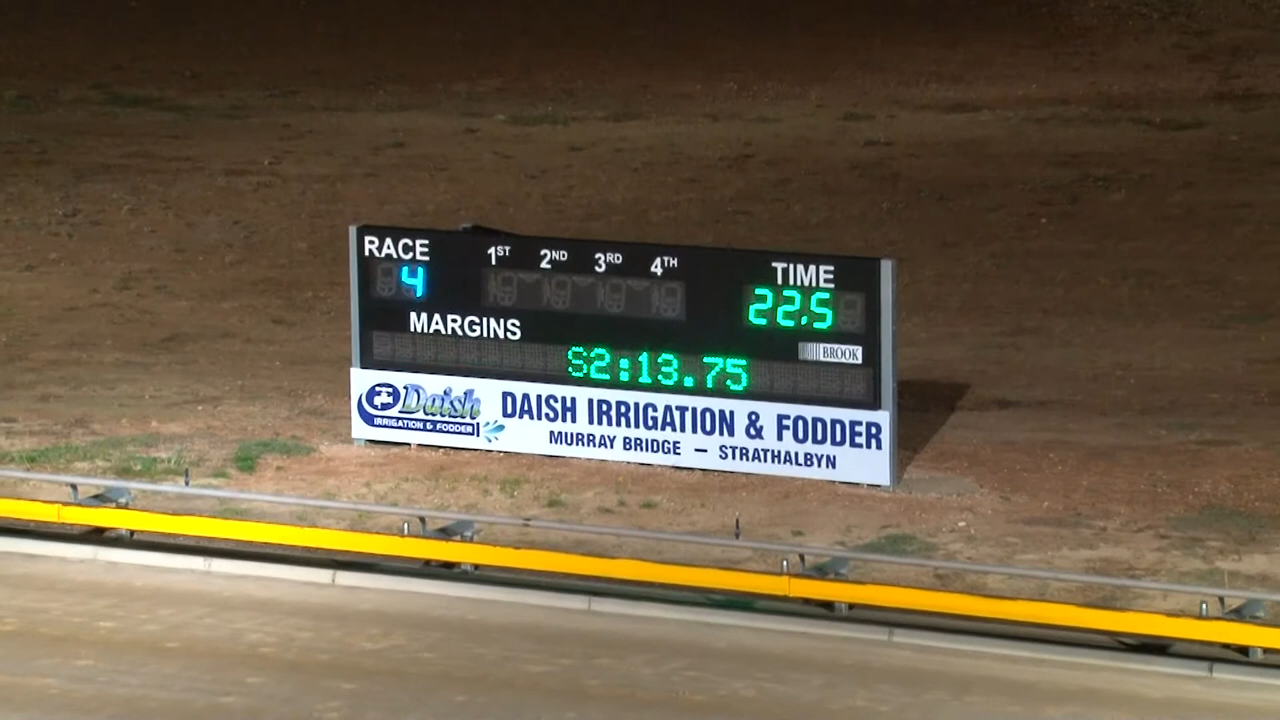 RACE 1ST 2ND 3RD 4TH TIME
4 22.5
MARGINS
BROOK
S2:13.75
Daish
IRRIGATION & FODDER
DAISH IRRIGATION & FODDER
MURRAY BRIDGE – STRATHALBYN